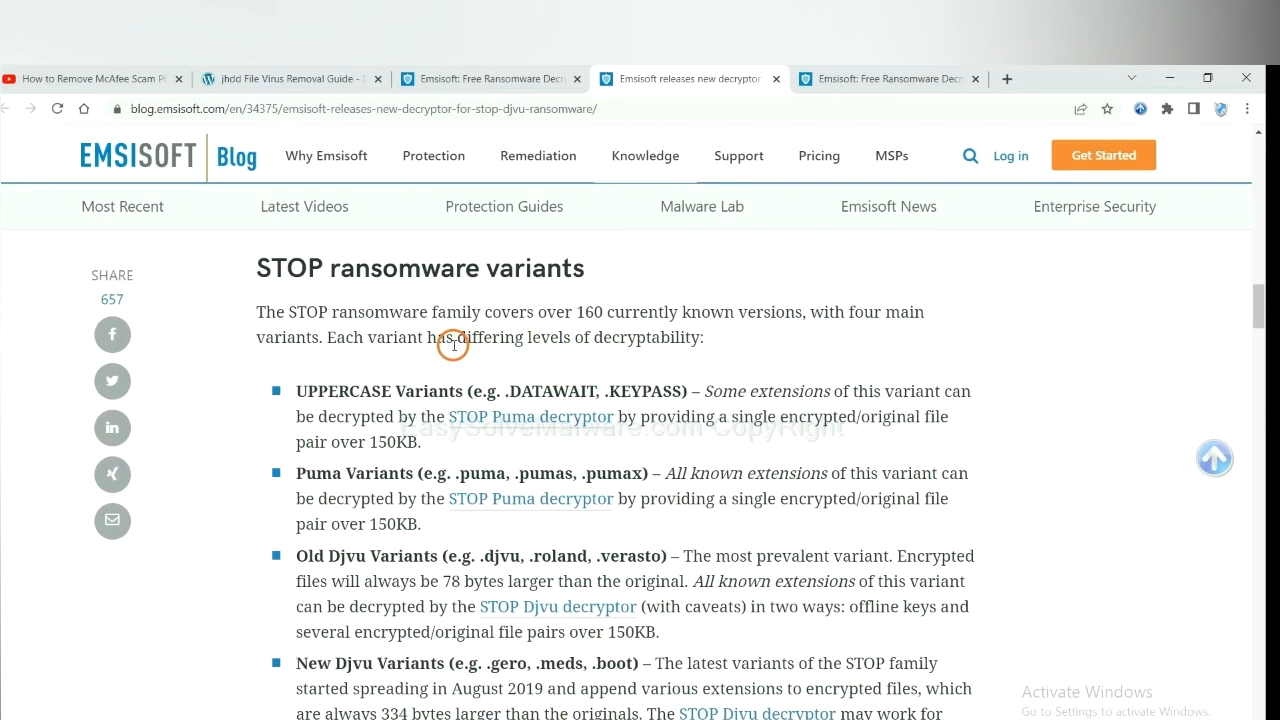 How to Remove McAfee Scam P
jhdd File Virus Removal Guide -
Emsisoft: Free Ransomware Decr
Emsisoft releases new decryptor
Emsisoft: Free Ransomware Decr
blog.emsisoft.com/en/34375/emsisoft-releases-new-decryptor-for-stop-djvu-ransomware/
EMSISOFT Blog Why Emsisoft Protection Remediation Knowledge Support Pricing MSPs Log in Get Started
Most Recent Latest Videos Protection Guides Malware Lab Emsisoft News Enterprise Security
SHARE
657
STOP ransomware variants
The STOP ransomware family covers over 160 currently known versions, with four main
variants. Each variant has differing levels of decryptability:
UPPERCASE Variants (e.g. .DATAWAIT, .KEYPASS) – Some extensions of this variant can
be decrypted by the STOP Puma decryptor by providing a single encrypted/original file
EasySolveMalware.com CopyRight
pair over 150KB.
Puma Variants (e.g. .puma, .pumas, .pumax) – All known extensions of this variant can
be decrypted by the STOP Puma decryptor by providing a single encrypted/original file
pair over 150KB.
Old Djvu Variants (e.g. .djvu, .roland, .verasto) – The most prevalent variant. Encrypted
files will always be 78 bytes larger than the original. All known extensions of this variant
can be decrypted by the STOP Djvu decryptor (with caveats) in two ways: offline keys and
several encrypted/original file pairs over 150KB.
New Djvu Variants (e.g. .gero, .meds, .boot) – The latest variants of the STOP family
started spreading in August 2019 and append various extensions to encrypted files, which
are always 334 bytes larger than the originals. The STOP Djvu decryptor may work for
Activate Windows
Go to Settings to activate Windows.